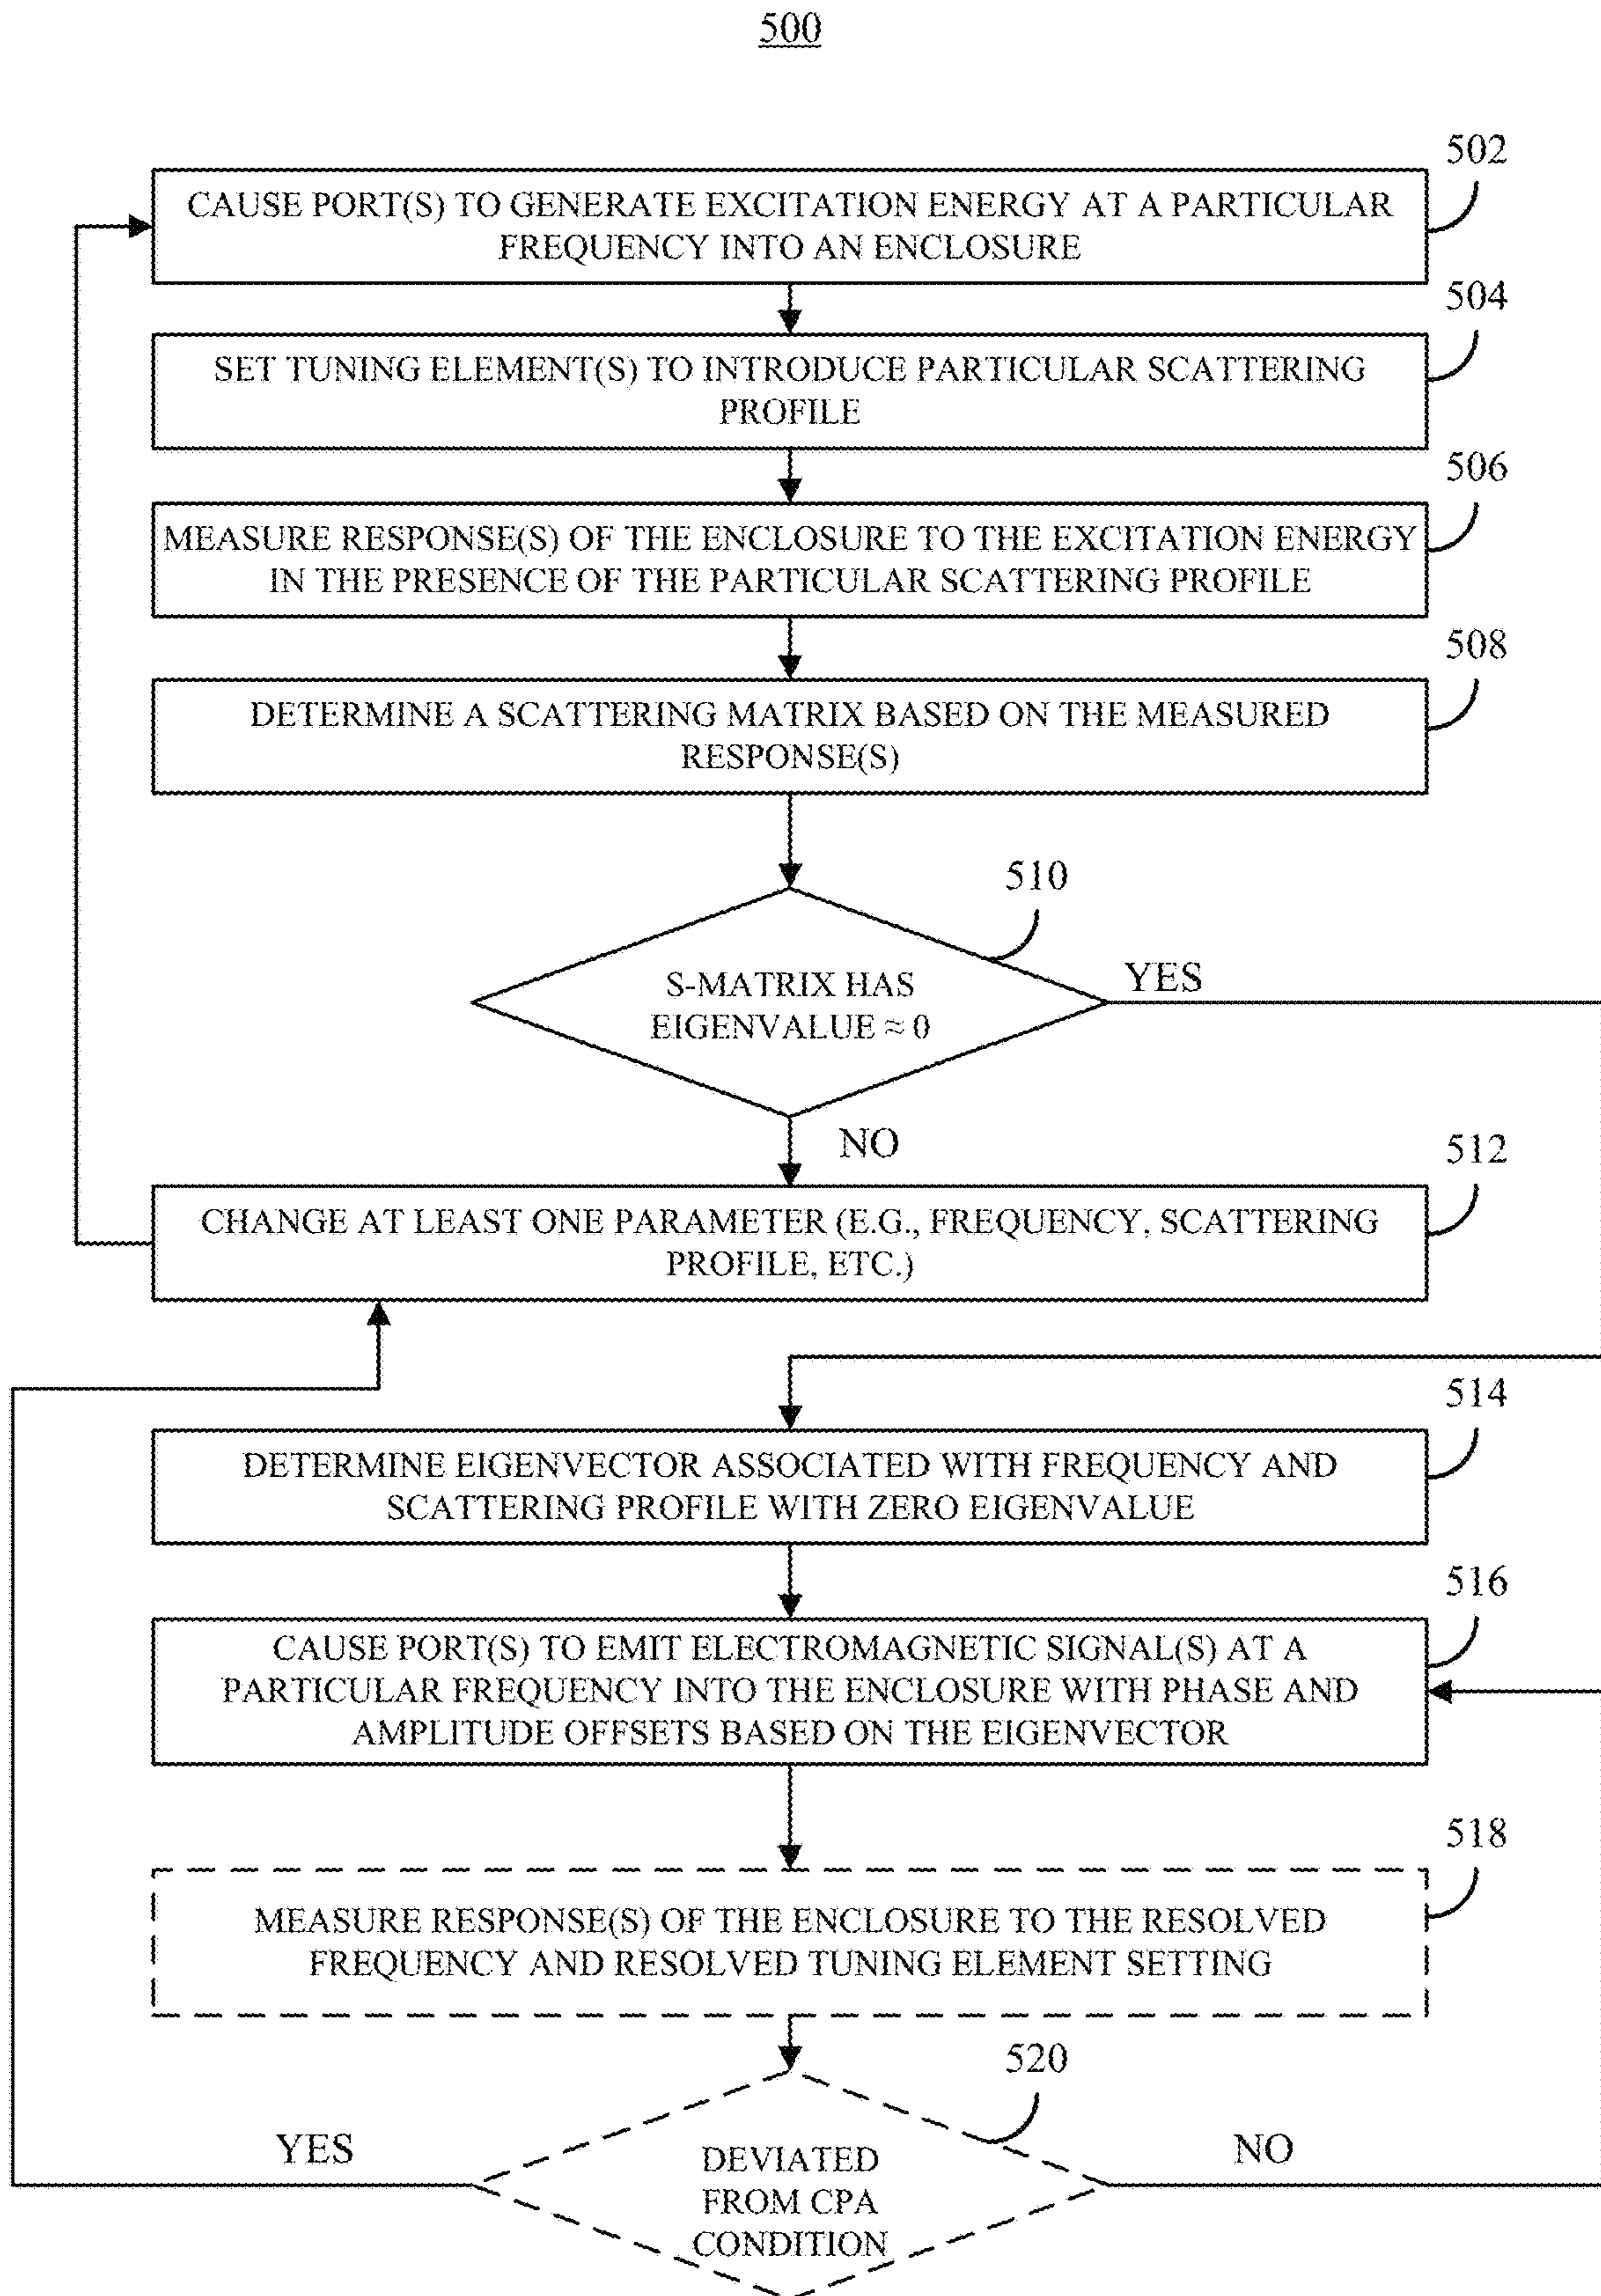 500
502
CAUSE PORT(S) TO GENERATE EXCITATION ENERGY AT A PARTICULAR
FREQUENCY INTO AN ENCLOSURE
504
SET TUNING ELEMENT(S) TO INTRODUCE PARTICULAR SCATTERING
PROFILE
506
MEASURE RESPONSE(S) OF THE ENCLOSURE TO THE EXCITATION ENERGY
IN THE PRESENCE OF THE PARTICULAR SCATTERING PROFILE
508
DETERMINE A SCATTERING MATRIX BASED ON THE MEASURED
RESPONSE(S)
510
S-MATRIX HAS
EIGENVALUE ≈ 0
YES
NO
512
CHANGE AT LEAST ONE PARAMETER (E.G., FREQUENCY, SCATTERING
PROFILE, ETC.)
514
DETERMINE EIGENVECTOR ASSOCIATED WITH FREQUENCY AND
SCATTERING PROFILE WITH ZERO EIGENVALUE
516
CAUSE PORT(S) TO EMIT ELECTROMAGNETIC SIGNAL(S) AT A
PARTICULAR FREQUENCY INTO THE ENCLOSURE WITH PHASE AND
AMPLITUDE OFFSETS BASED ON THE EIGENVECTOR
518
MEASURE RESPONSE(S) OF THE ENCLOSURE TO THE RESOLVED
FREQUENCY AND RESOLVED TUNING ELEMENT SETTING
520
YES
NO
DEVIATED
FROM CPA
CONDITION